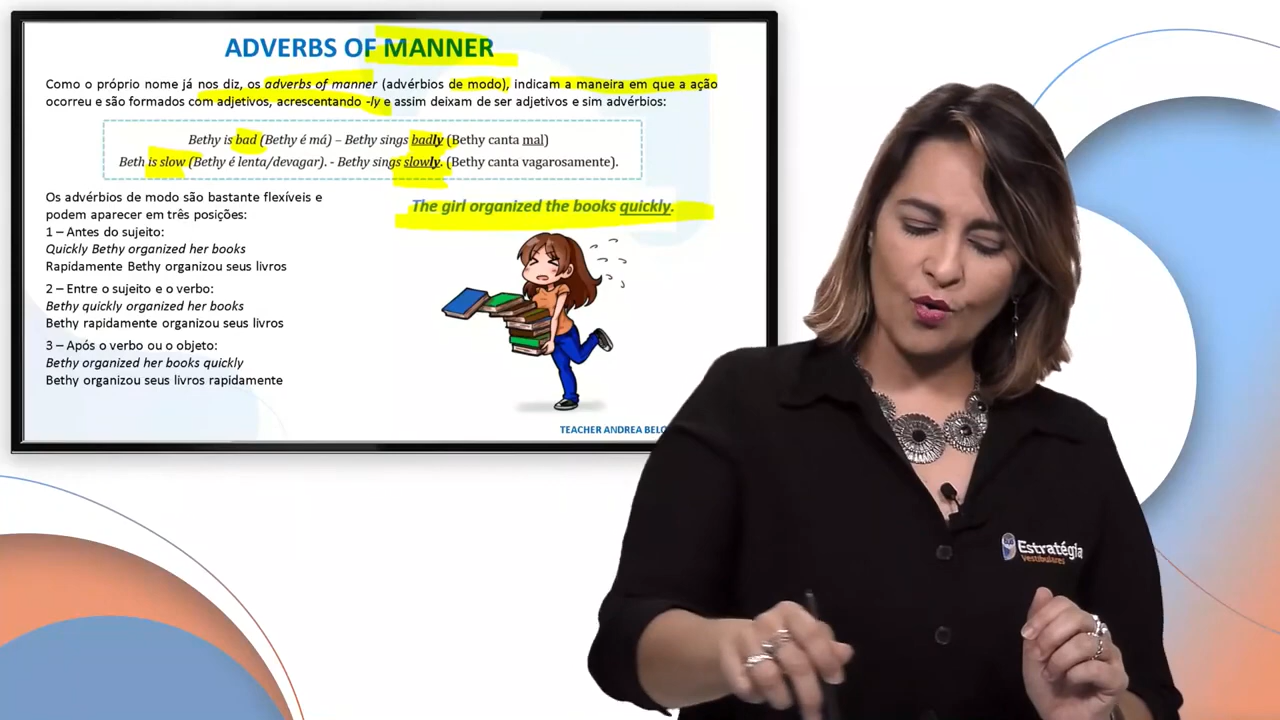 ADVERBS OF MANNER
Como o próprio nome já nos diz, os adverbs of manner (advérbios de modo), indicam a maneira em que a ação
ocorreu e são formados com adjetivos, acrescentando -ly e assim deixam de ser adjetivos e sim advérbios:
Bethy is bad (Bethy é má) – Bethy sings badly (Bethy canta mal)
Beth is slow (Bethy é lenta/devagar). - Bethy sings slowly. (Bethy canta vagarosamente).
Os advérbios de modo são bastante flexíveis e
podem aparecer em três posições:
1 – Antes do sujeito:
Quickly Bethy organized her books
Rapidamente Bethy organizou seus livros
2 – Entre o sujeito e o verbo:
Bethy quickly organized her books
Bethy rapidamente organizou seus livros
3 – Após o verbo ou o objeto:
Bethy organized her books quickly
Bethy organizou seus livros rapidamente
The girl organized the books quickly.
TEACHER ANDREA
Estratégia
Vestibulares